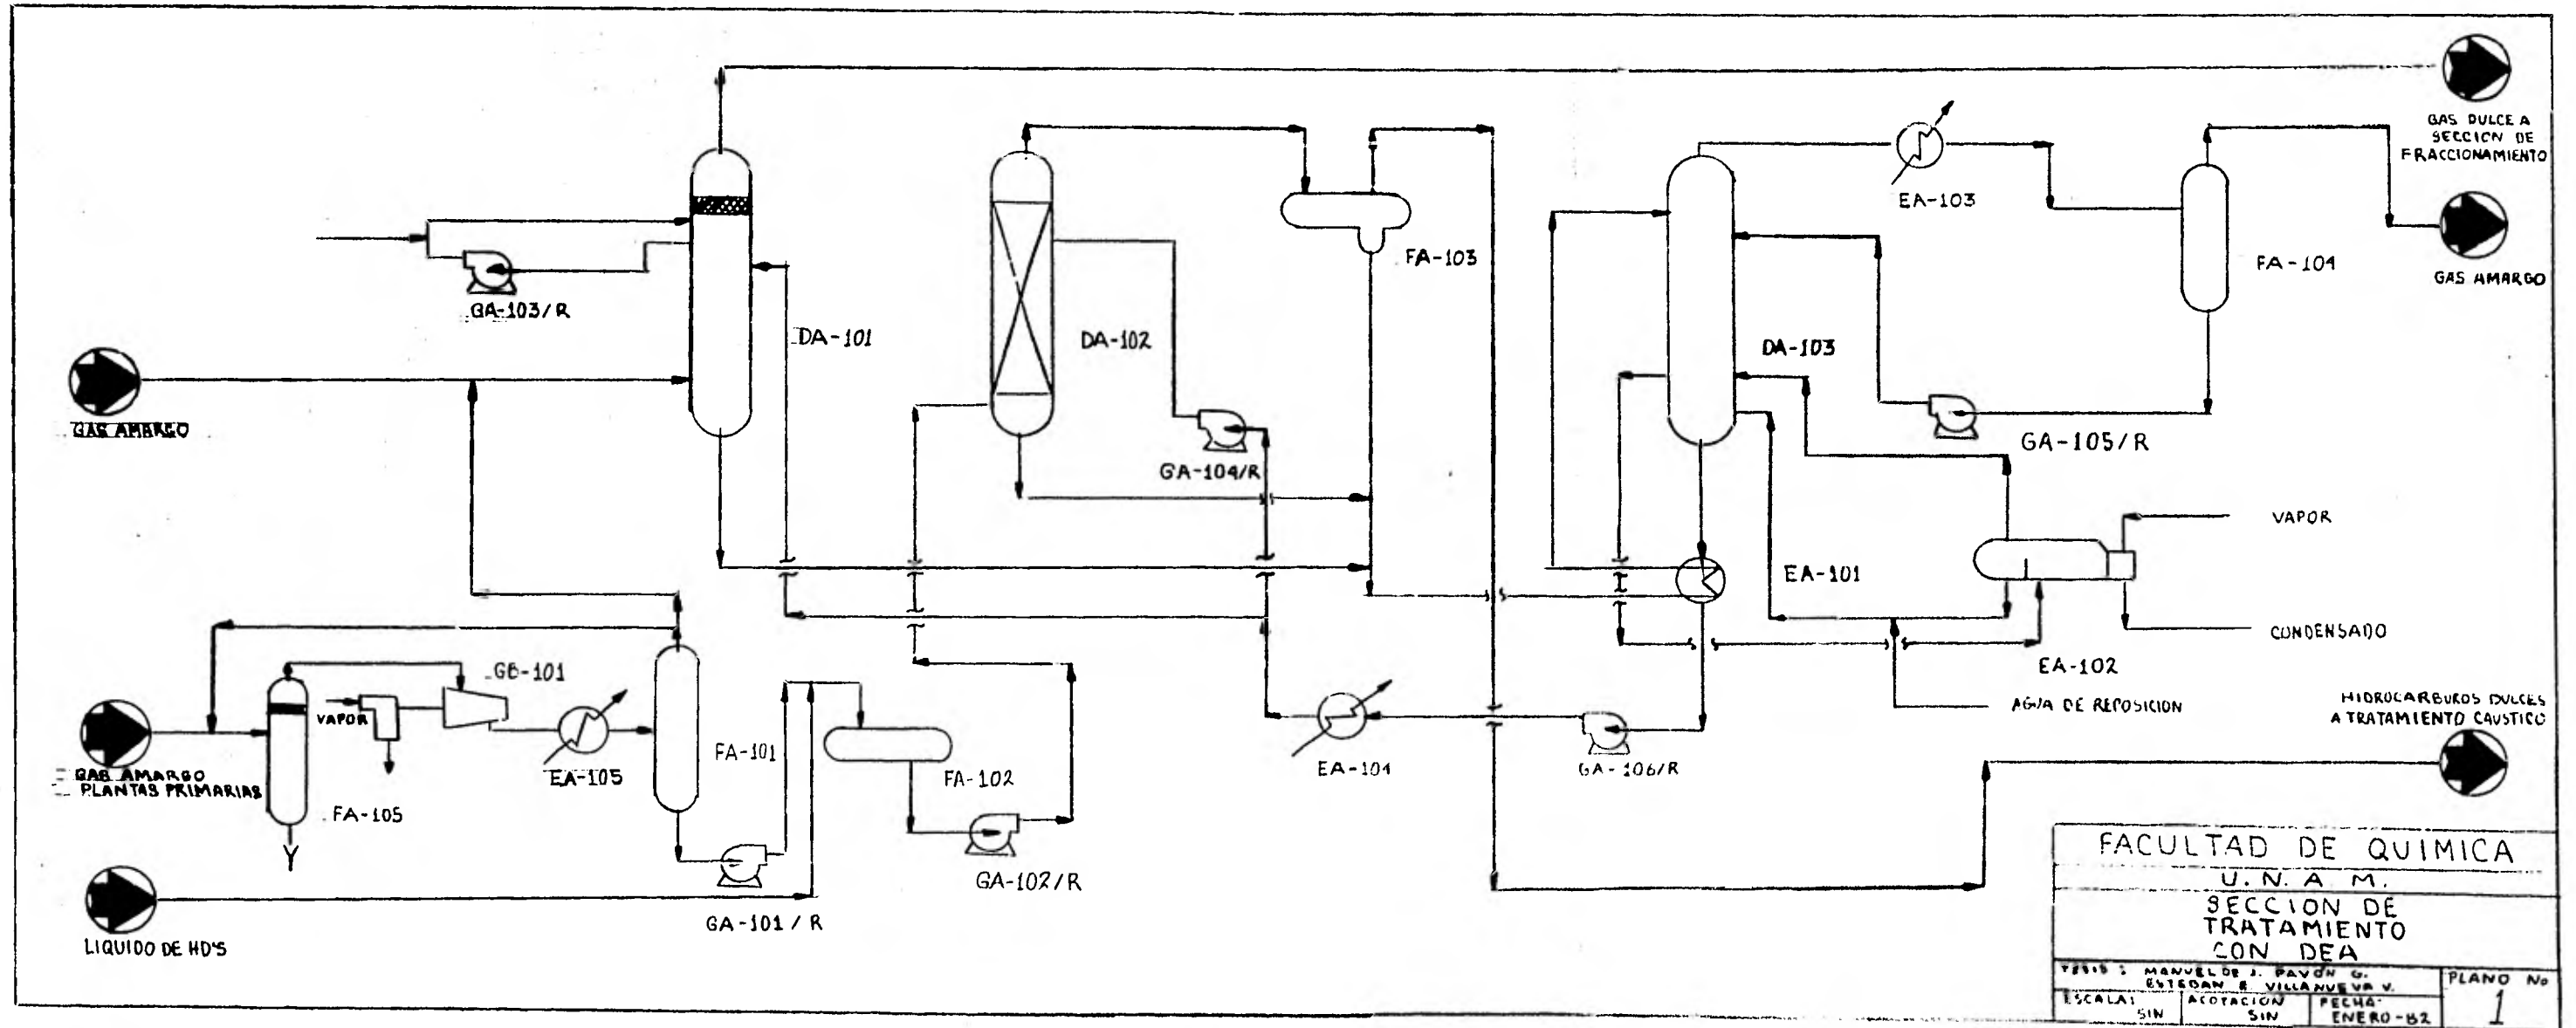 GAS DULCE A
SECCION DE
FRACCIONAMIENTO
EA-103
FA-103
FA-104
GAS AMARGO
GA-103/R
DA-101
DA-102
DA-103
GAS AMARGO
GA-104/R
GA-105/R
VAPOR
EA-101
CONDENSADO
EA-102
GB-101
VAPOR
AGUA DE REPOSICION
HIDROCARBUROS DULCES
A TRATAMIENTO CAUSTICO
GAS AMARGO
PLANTAS PRIMARIAS
EA-105
FA-101
FA-102
EA-104
GA-106/R
FA-105
GA-102/R
GA-101/R
LIQUIDO DE HD'S
FACULTAD DE QUIMICA
U.N.A.M.
SECCION DE
TRATAMIENTO
CON DEA
TESIS: MANUEL DE J. PAVON G.
ESTEBAN E. VILLANUEVA V.
PLANO No
1
ESCALA:
SIN
ACOTACION
SIN
FECHA:
ENERO-82